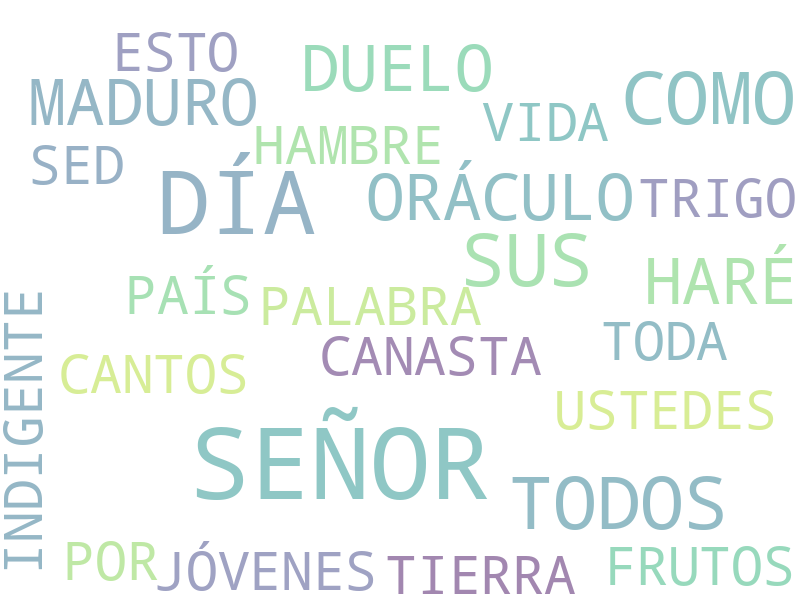 ESTO
DUELO
MADURO
COMO
VIDA
HAMBRE
SED
DÍA
ORÁCULO
TRIGO
SUS
HARÉ
PAÍS
PALABRA
CANASTA
TODA
CANTOS
USTEDES
INDIGENTE
SEÑOR
TODOS
POR
JÓVENES
TIERRA
FRUTOS